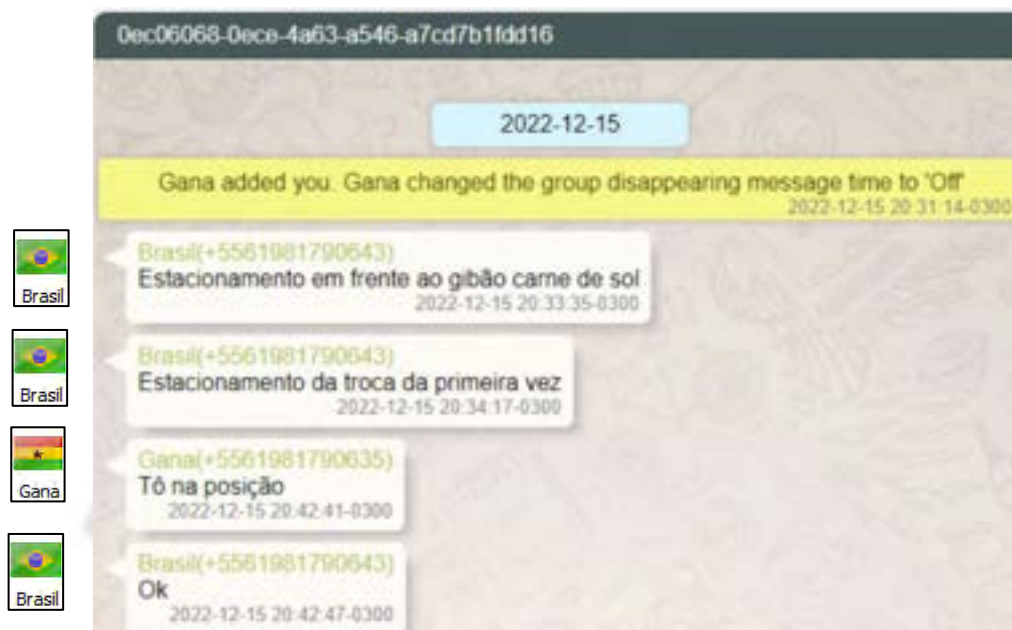 0ec06068-0ece-4a63-a546-a7cd7b1fdd16
2022-12-15
Gana added you. Gana changed the group disappearing message time to 'Off'
2022-12-15 20:31:14-0300
Brasil
Brasil(+5561981790643)
Estacionamento em frente ao gibão carne de sol
2022-12-15 20:33:35-0300
Brasil
Brasil(+5561981790643)
Estacionamento da troca da primeira vez
2022-12-15 20:34:17-0300
Gana
Gana(+5561981790635)
Tô na posição
2022-12-15 20:42:41-0300
Brasil
Brasil(+5561981790643)
Ok
2022-12-15 20:42:47-0300